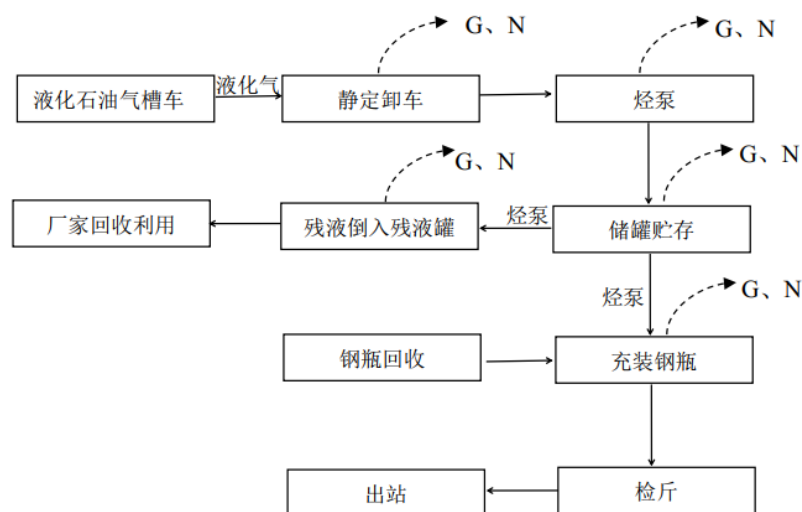 G、N
G、N
液化石油气槽车
液化气
静定卸车
烃泵
G、N
G、N
厂家回收利用
残液倒入残液罐
烃泵
储罐贮存
烃泵
G、N
钢瓶回收
充装钢瓶
出站
检斤